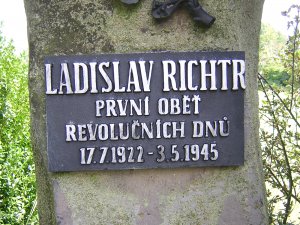 LADISLAV RICHTR
PRVNÍ OBĚŤ
REVOLUČNÍCH DNŮ
17.7.1922 - 3.5.1945